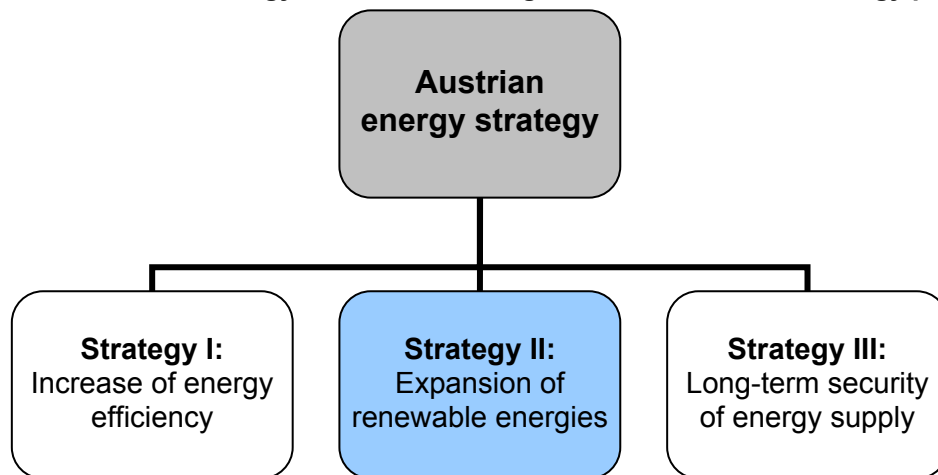 Austrian
energy strategy
Strategy I:
Increase of energy
efficiency
Strategy II:
Expansion of
renewable energies
Strategy III:
Long-term security
of energy supply